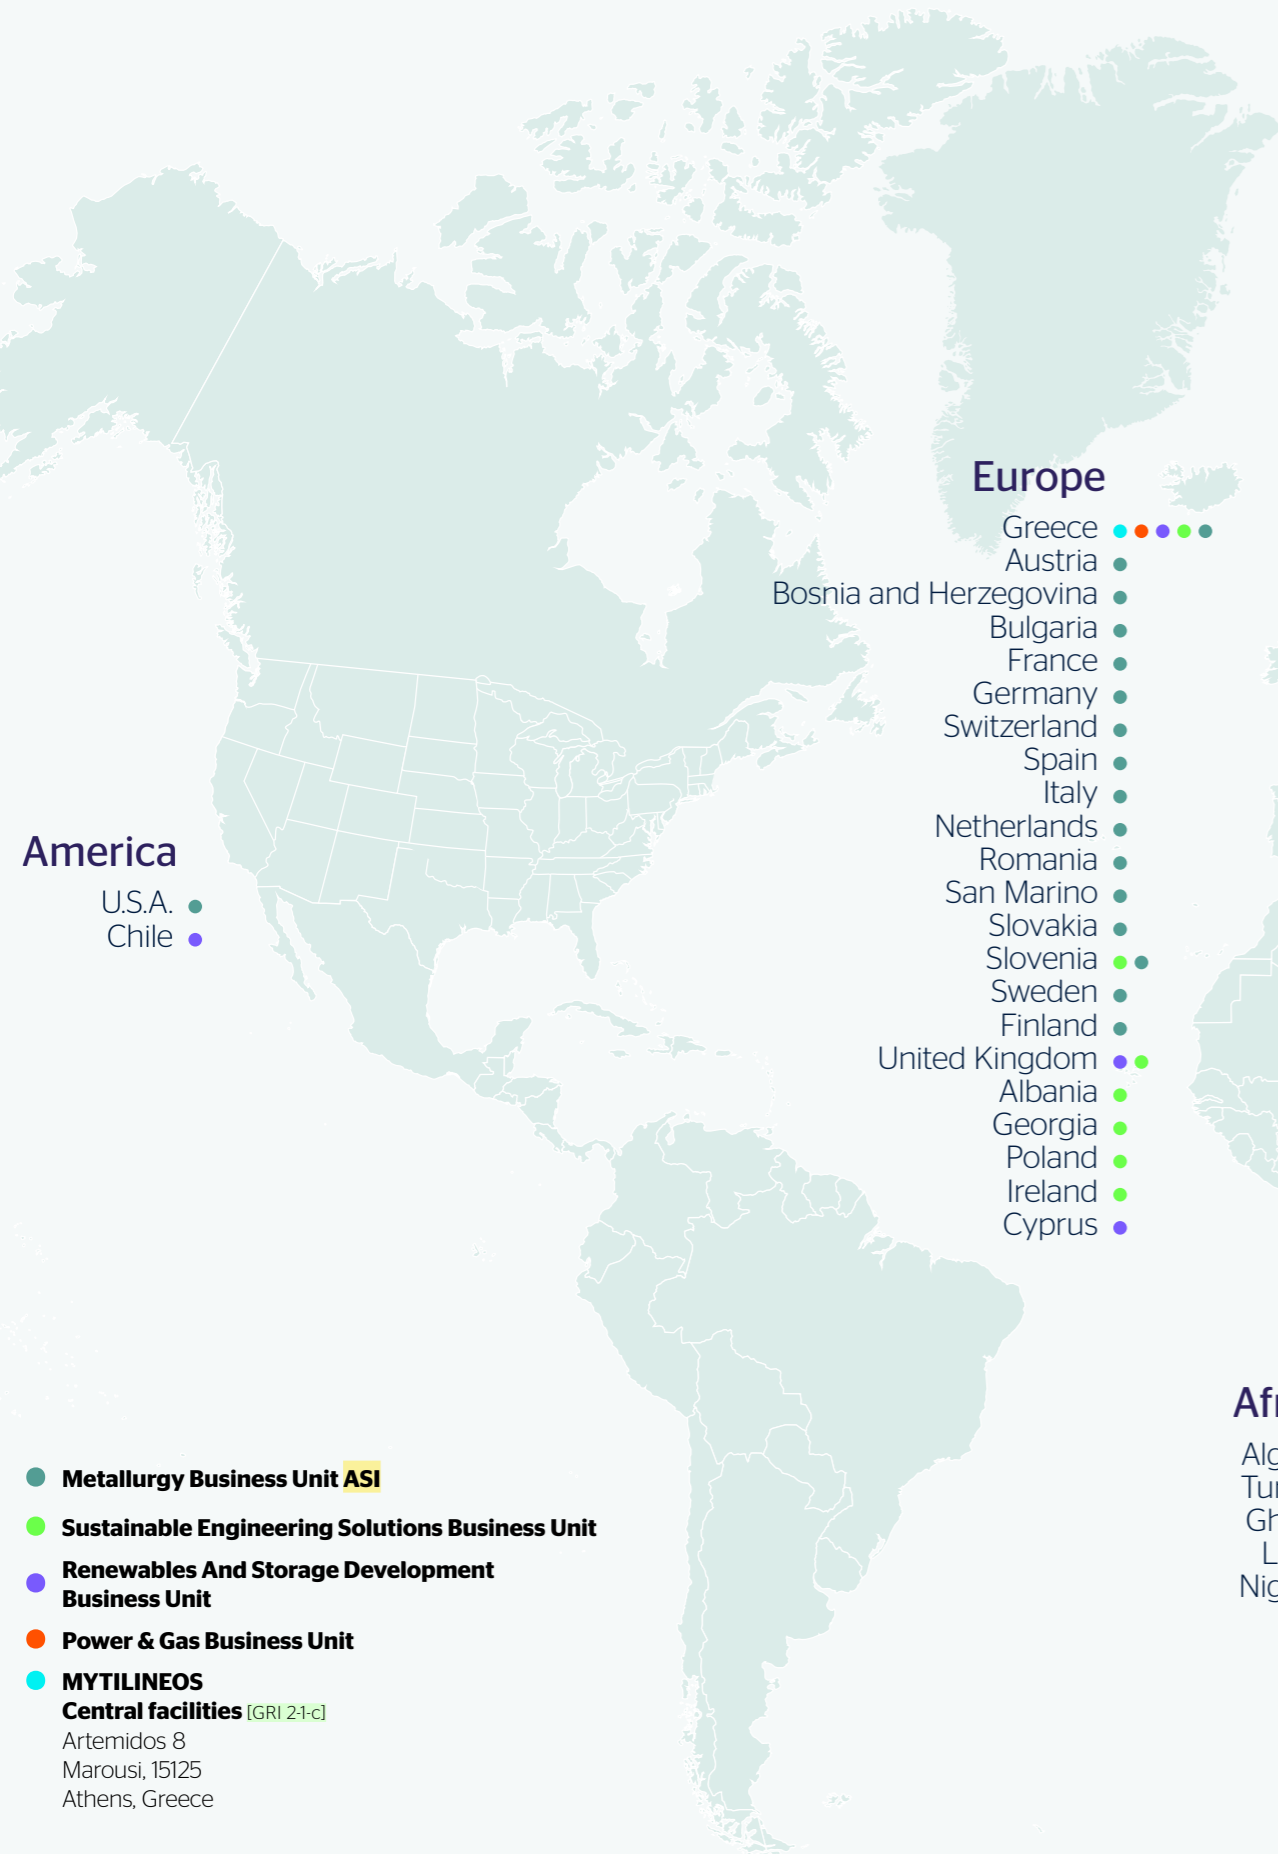 Europe
Greece
Austria
Bosnia and Herzegovina
Bulgaria
France
Germany
Switzerland
Spain
Italy
Netherlands
Romania
San Marino
Slovakia
Slovenia
Sweden
Finland
United Kingdom
Albania
Georgia
Poland
Ireland
Cyprus
America
U.S.A.
Chile
Metallurgy Business Unit ASI
Sustainable Engineering Solutions Business Unit
Renewables And Storage Development
Business Unit
Power & Gas Business Unit
MYTILINEOS
Central facilities [GRI 2-1-c]
Artemidos 8
Marousi, 15125
Athens, Greece